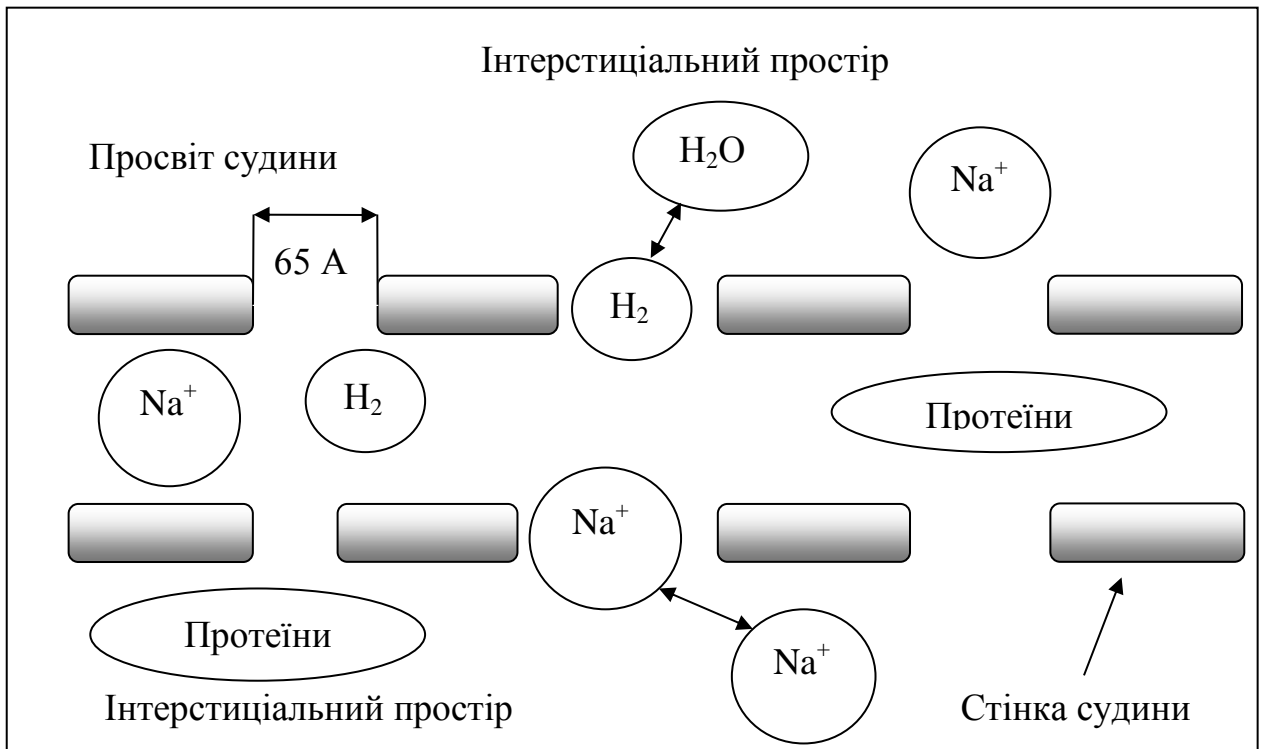 Інтерстиціальний простір
H₂O
Na⁺
Просвіт судини
65 А
H₂
Na⁺
H₂
Протеїни
Na⁺
Протеїни
Na⁺
Інтерстиціальний простір
Стінка судини